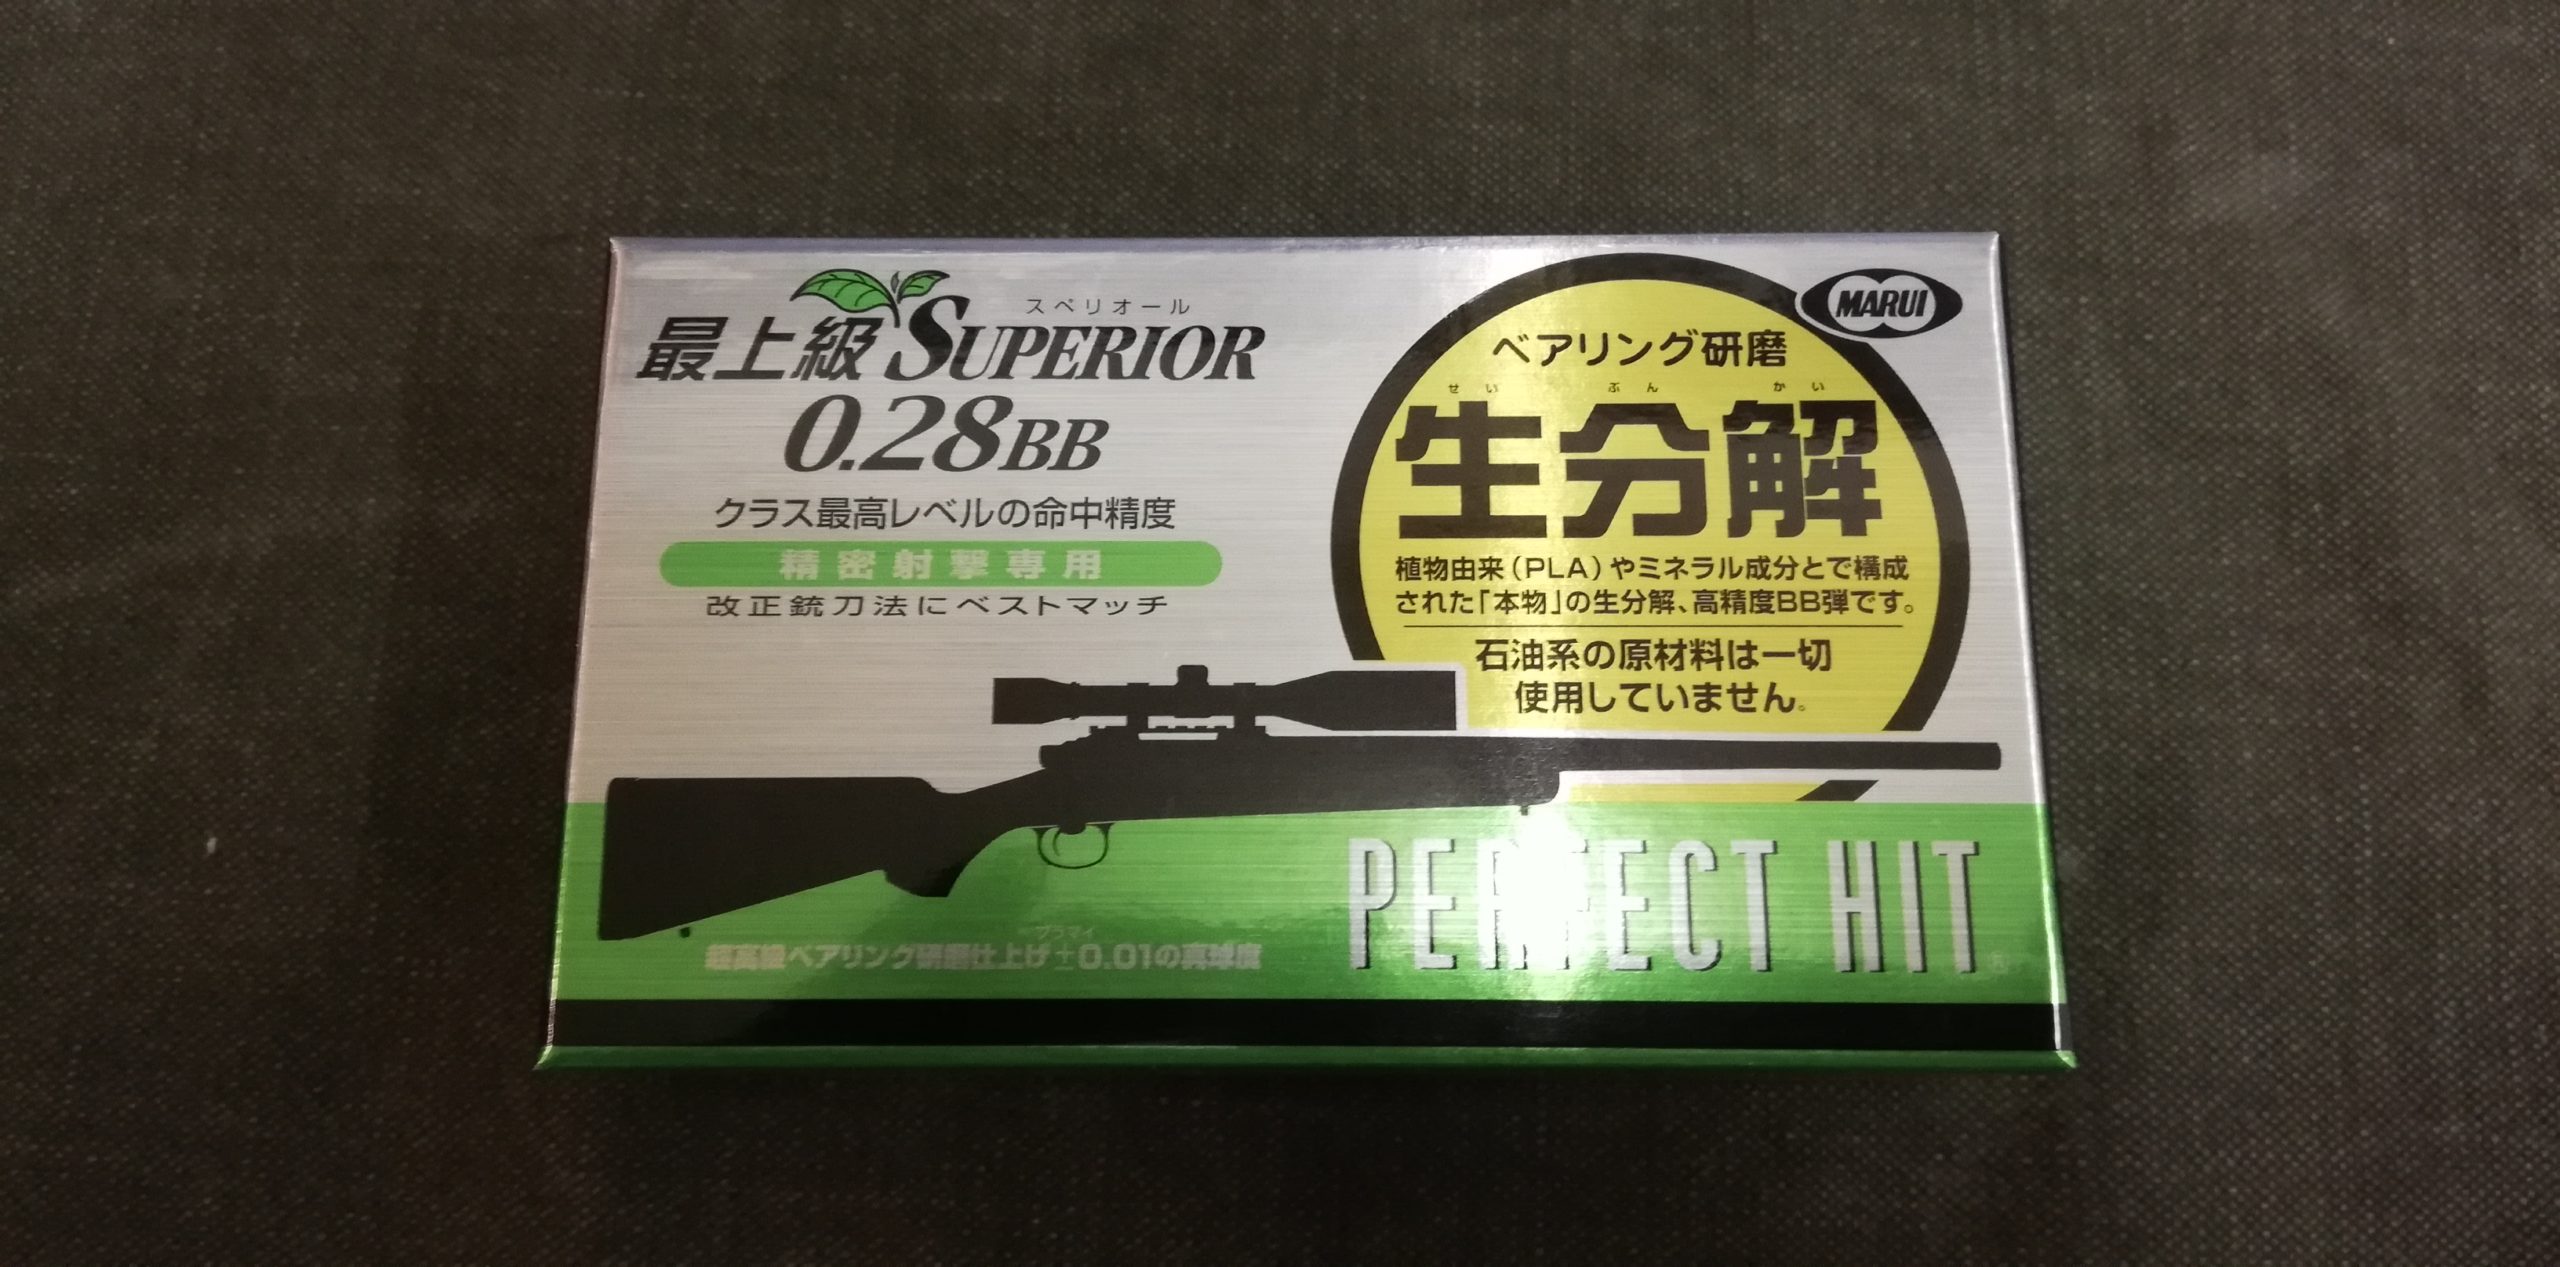 スペリオール
最上級 SUPERIOR
0.28BB
クラス最高レベルの命中精度
精密射撃専用
改正銃刀法にベストマッチ
MARUI
ベアリング研磨
せい ぶん かい
生分解
植物由来(PLA)やミネラル成分とで構成
された「本物」の生分解、高精度BB弾です。
石油系の原材料は一切
使用していません。
PERFECT HIT
プラマイ
超高級ベアリング研磨仕上げ±0.01の真球度